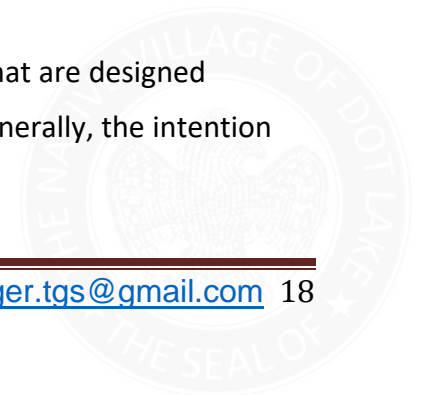 hat are designed
nerally, the intention
ger.tgs@gmail.com 18
THE NATIVE VILLAGE OF DOT LAKE
THE SEAL OF